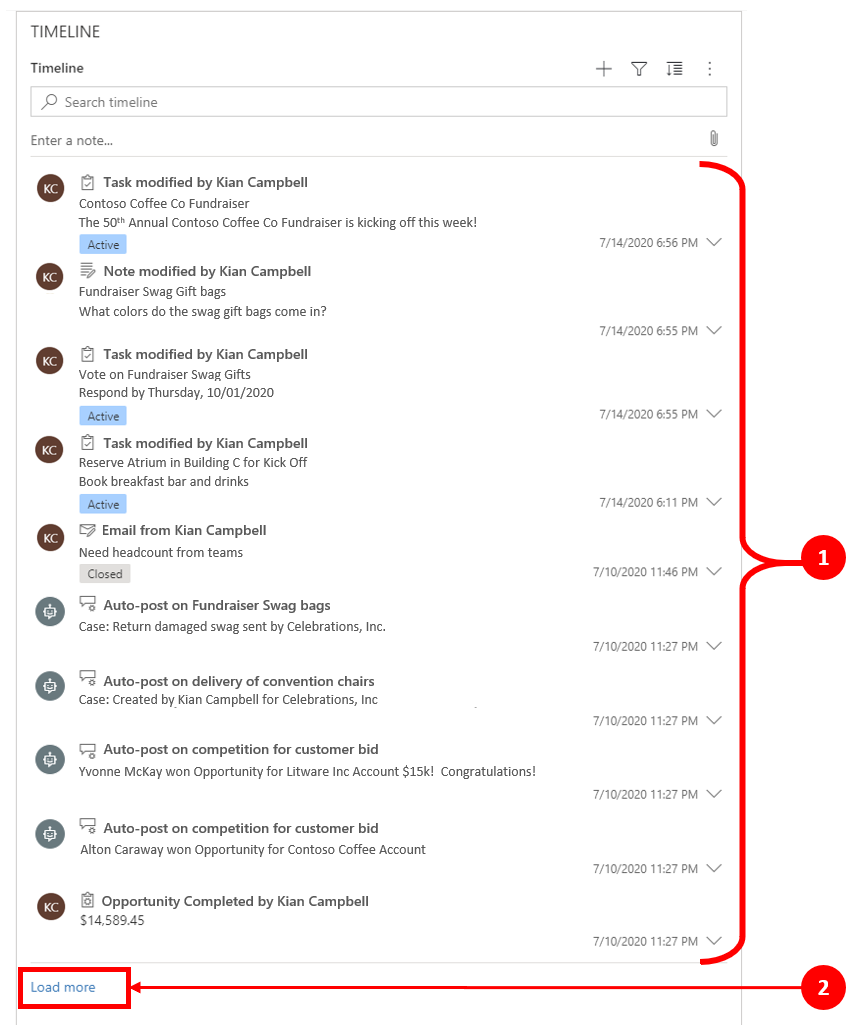 TIMELINE
Timeline
Search timeline
Enter a note...
KC
Task modified by Kian Campbell
Contoso Coffee Co Fundraiser
The 50th Annual Contoso Coffee Co Fundraiser is kicking off this week!
Active
7/14/2020 6:56 PM
KC
Note modified by Kian Campbell
Fundraiser Swag Gift bags
What colors do the swag gift bags come in?
7/14/2020 6:55 PM
KC
Task modified by Kian Campbell
Vote on Fundraiser Swag Gifts
Respond by Thursday, 10/01/2020
Active
7/14/2020 6:55 PM
KC
Task modified by Kian Campbell
Reserve Atrium in Building C for Kick Off
Book breakfast bar and drinks
Active
7/14/2020 6:11 PM
KC
Email from Kian Campbell
Need headcount from teams
Closed
7/10/2020 11:46 PM
1
Auto-post on Fundraiser Swag bags
Case: Return damaged swag sent by Celebrations, Inc.
7/10/2020 11:27 PM
Auto-post on delivery of convention chairs
Case: Created by Kian Campbell for Celebrations, Inc
7/10/2020 11:27 PM
Auto-post on competition for customer bid
Yvonne McKay won Opportunity for Litware Inc Account $15k!  Congratulations!
7/10/2020 11:27 PM
Auto-post on competition for customer bid
Alton Caraway won Opportunity for Contoso Coffee Account
7/10/2020 11:27 PM
KC
Opportunity Completed by Kian Campbell
$14,589.45
7/10/2020 11:27 PM
Load more
2